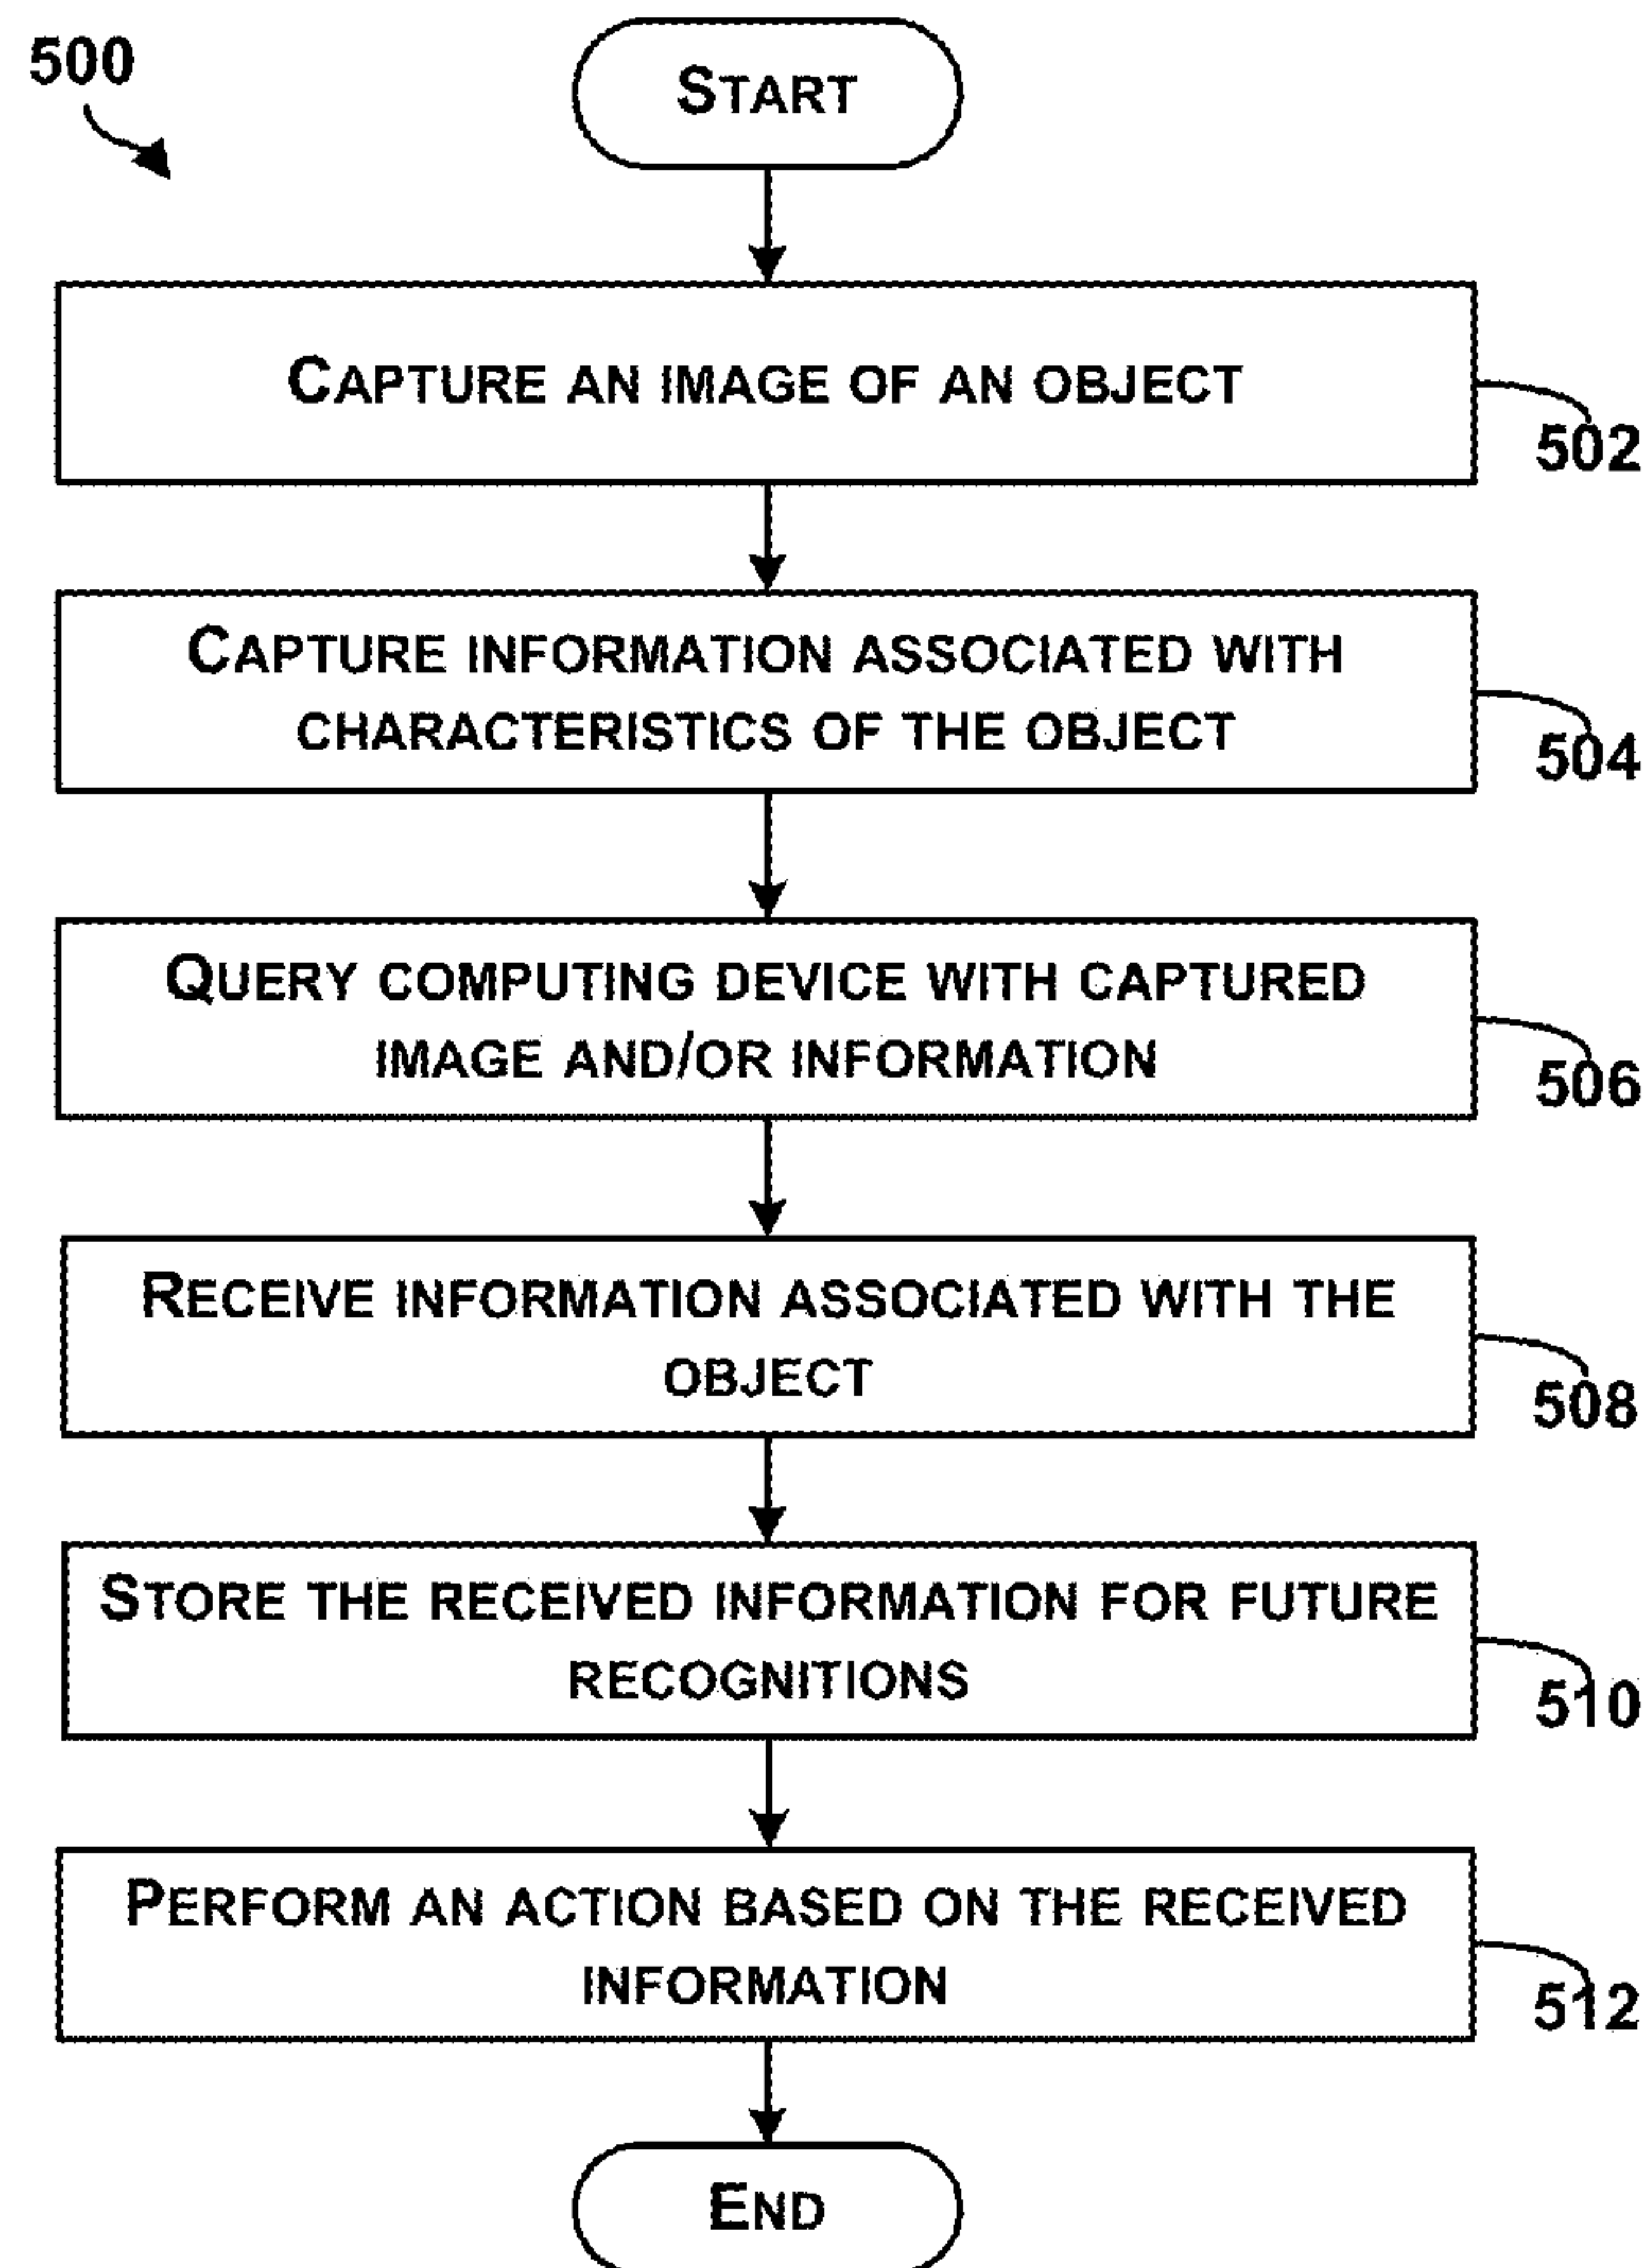 500
START
CAPTURE AN IMAGE OF AN OBJECT
502
CAPTURE INFORMATION ASSOCIATED WITH
CHARACTERISTICS OF THE OBJECT
504
QUERY COMPUTING DEVICE WITH CAPTURED
IMAGE AND/OR INFORMATION
506
RECEIVE INFORMATION ASSOCIATED WITH THE
OBJECT
508
STORE THE RECEIVED INFORMATION FOR FUTURE
RECOGNITIONS
510
PERFORM AN ACTION BASED ON THE RECEIVED
INFORMATION
512
END